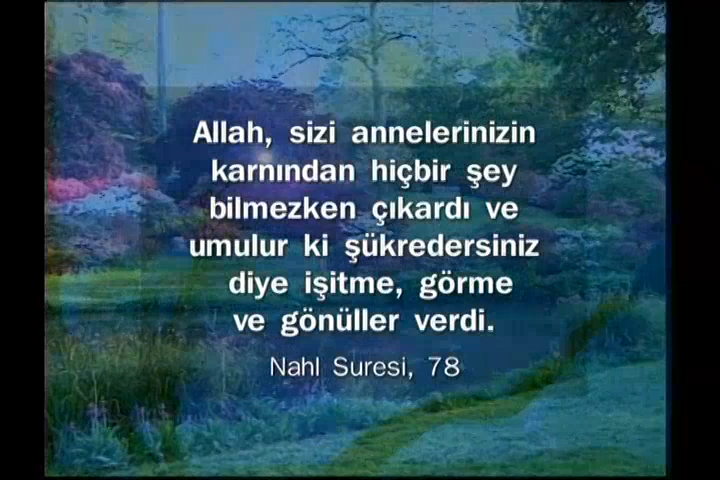 Allah, sizi annelerinizin
karnından hiçbir şey
bilmezken çıkardı ve
umulur ki şükredersiniz
diye işitme, görme
ve gönüller verdi.
Nahl Suresi, 78